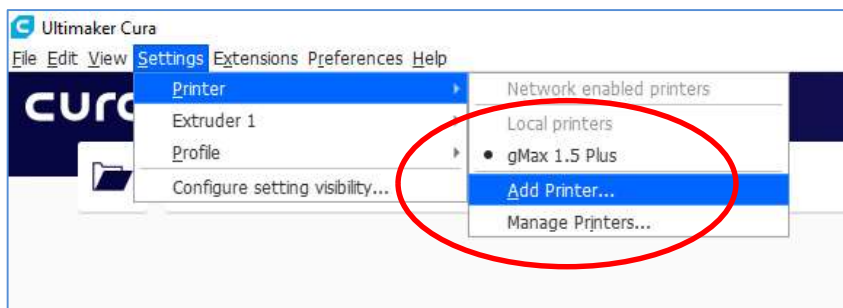 Ultimaker Cura
File Edit View Settings Extensions Preferences Help
cura
Printer
Extruder 1
Profile
Configure setting visibility...
Network enabled printers
Local printers
gMax 1.5 Plus
Add Printer...
Manage Printers...